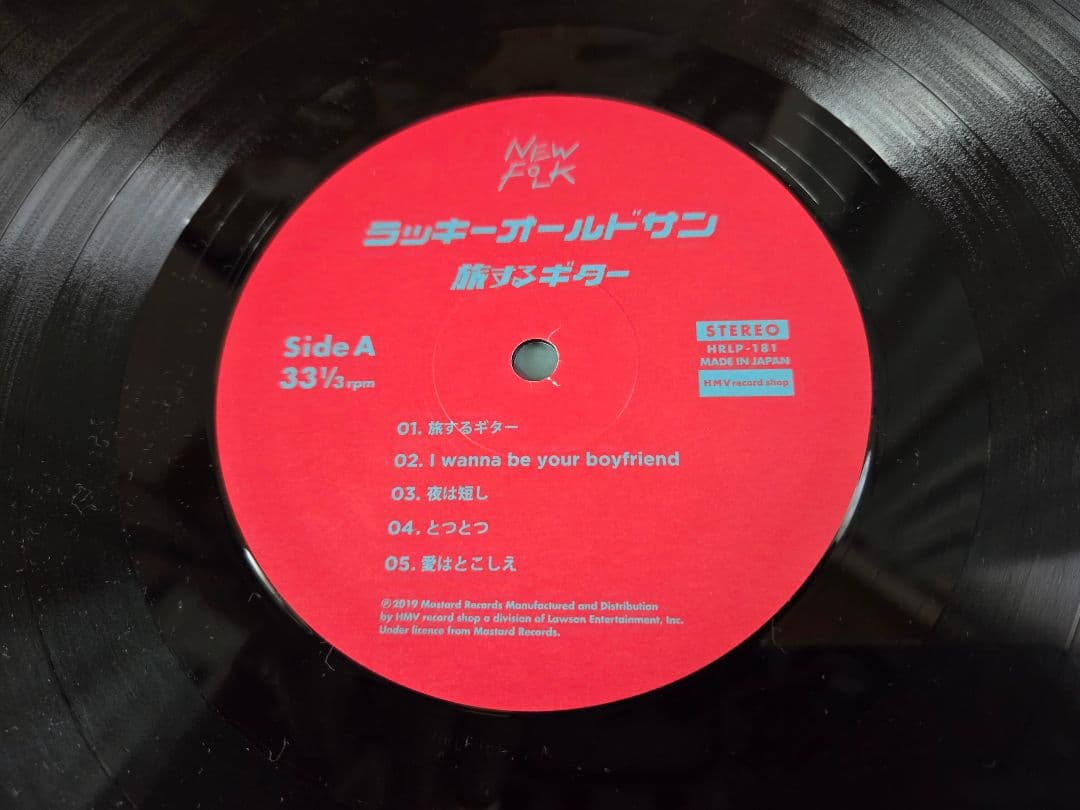 NEW
FOLK
ラッキーオールドサン
旅するギター
Side A
33⅓ rpm
STEREO
HRLP-181
MADE IN JAPAN
HMV record shop
01. 旅するギター
02. I wanna be your boyfriend
03. 夜は短し
04. とつとつ
05. 愛はとこしえ
℗2019 Mastard Records Manufactured and Distribution
by HMV record shop a division of Lawson Entertainment, Inc.
Under licence from Mastard Records.